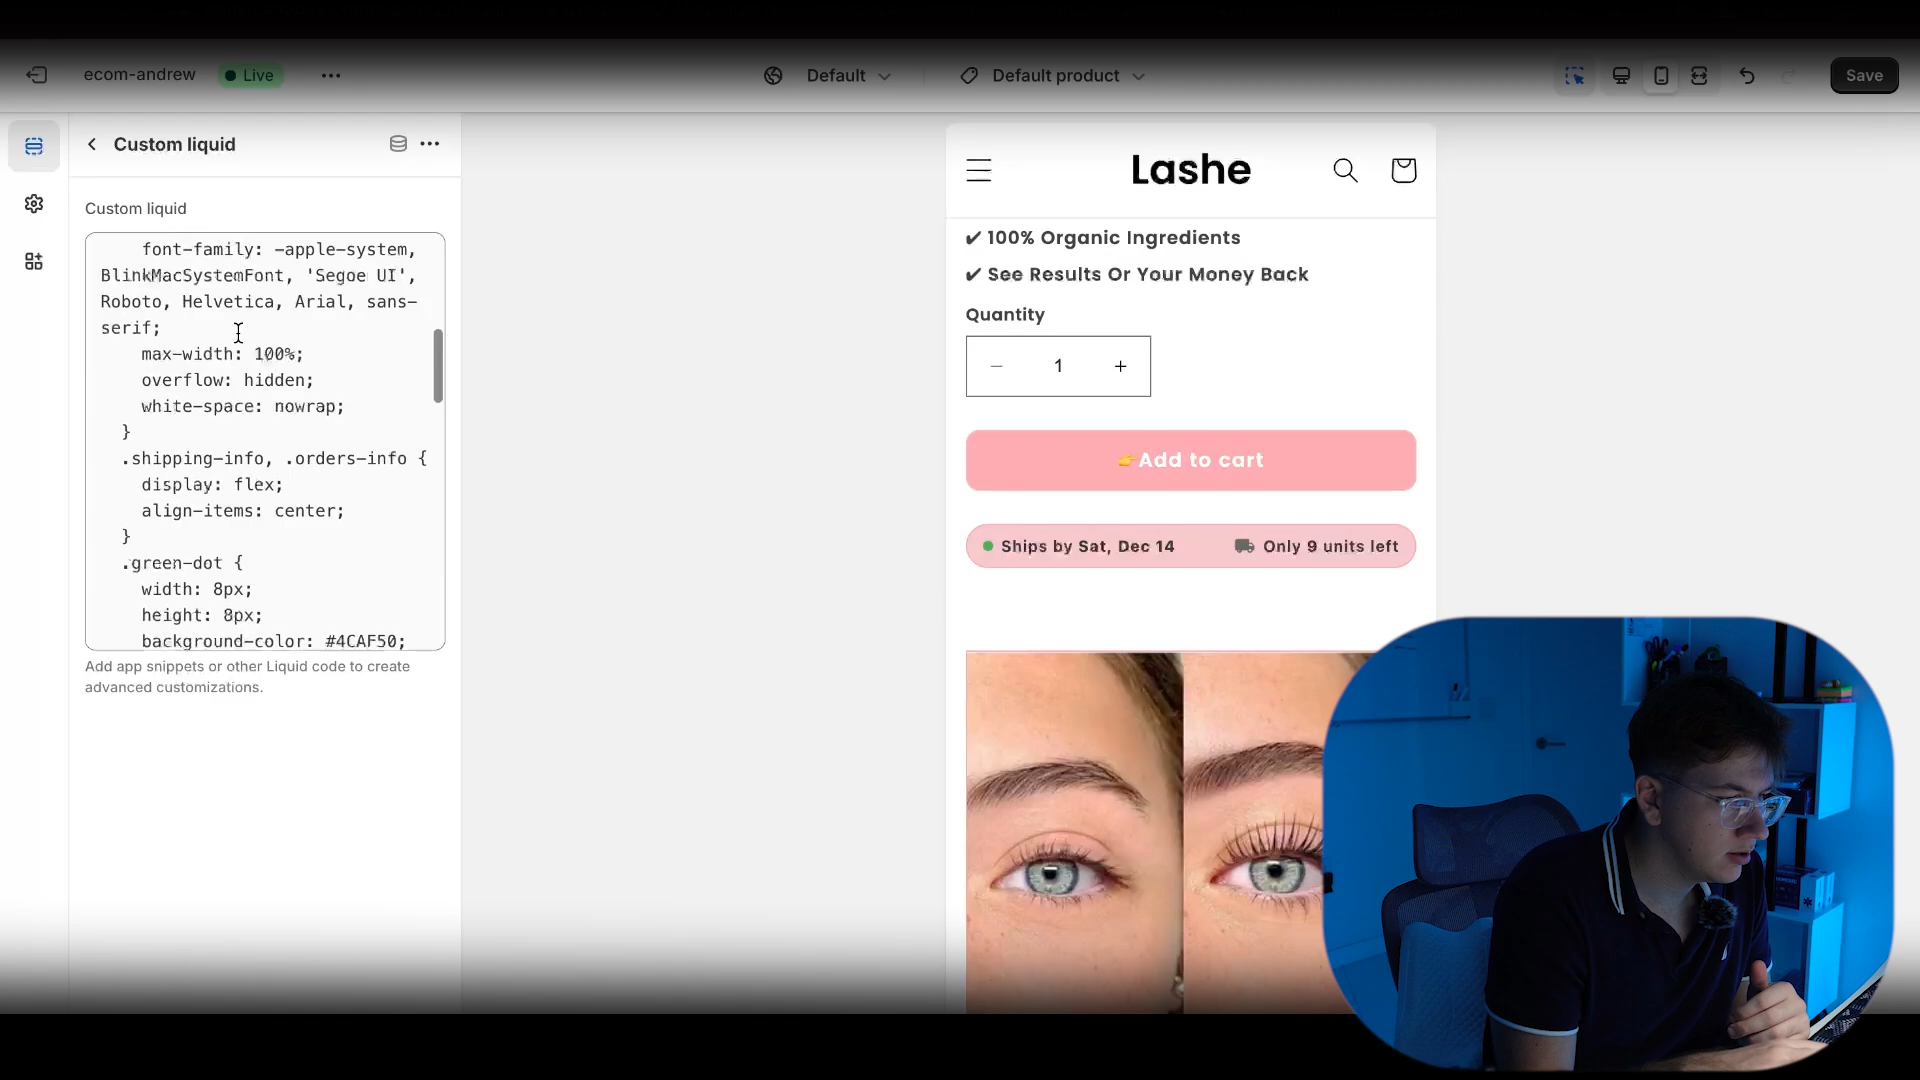 ecom-andrew
Live
Default
Default product
Save
Custom liquid
Custom liquid
font-family: -apple-system,
BlinkMacSystemFont, 'Segoe UI',
Roboto, Helvetica, Arial, sans-
serif;
max-width: 100%;
overflow: hidden;
white-space: nowrap;
}
.shipping-info, .orders-info {
display: flex;
align-items: center;
}
.green-dot {
width: 8px;
height: 8px;
background-color: #4CAF50;
Add app snippets or other Liquid code to create
advanced customizations.
Lashe
✔ 100% Organic Ingredients
✔ See Results Or Your Money Back
Quantity
− 1 +
👉Add to cart
Ships by Sat, Dec 14
Only 9 units left